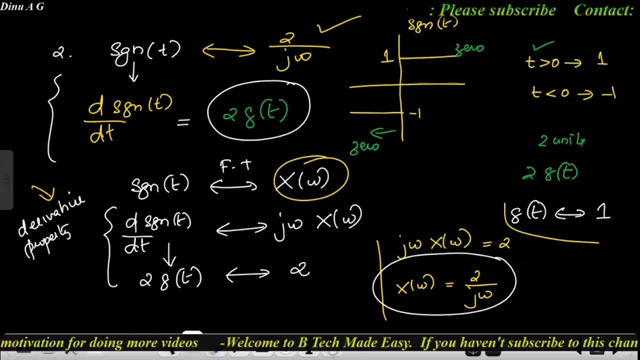 Dinu A G
: Please subscribe    Contact:
2. sgn(t) ⟷ 2/jω ✓
d sgn(t)/dt = 2δ(t)
sgn(t)
1
zero
-1
zero
t>0 → 1
t<0 → -1
2 units
2δ(t)
δ(t) ⟷ 1
derivative property
sgn(t) F.T ⟷ X(ω)
d sgn(t)/dt ⟷ jω X(ω)
2δ(t) ⟷ 2
jω X(ω) = 2
X(ω) = 2/jω
motivation for doing more videos    -Welcome to B Tech Made Easy.  If you haven't subscribe to this chan